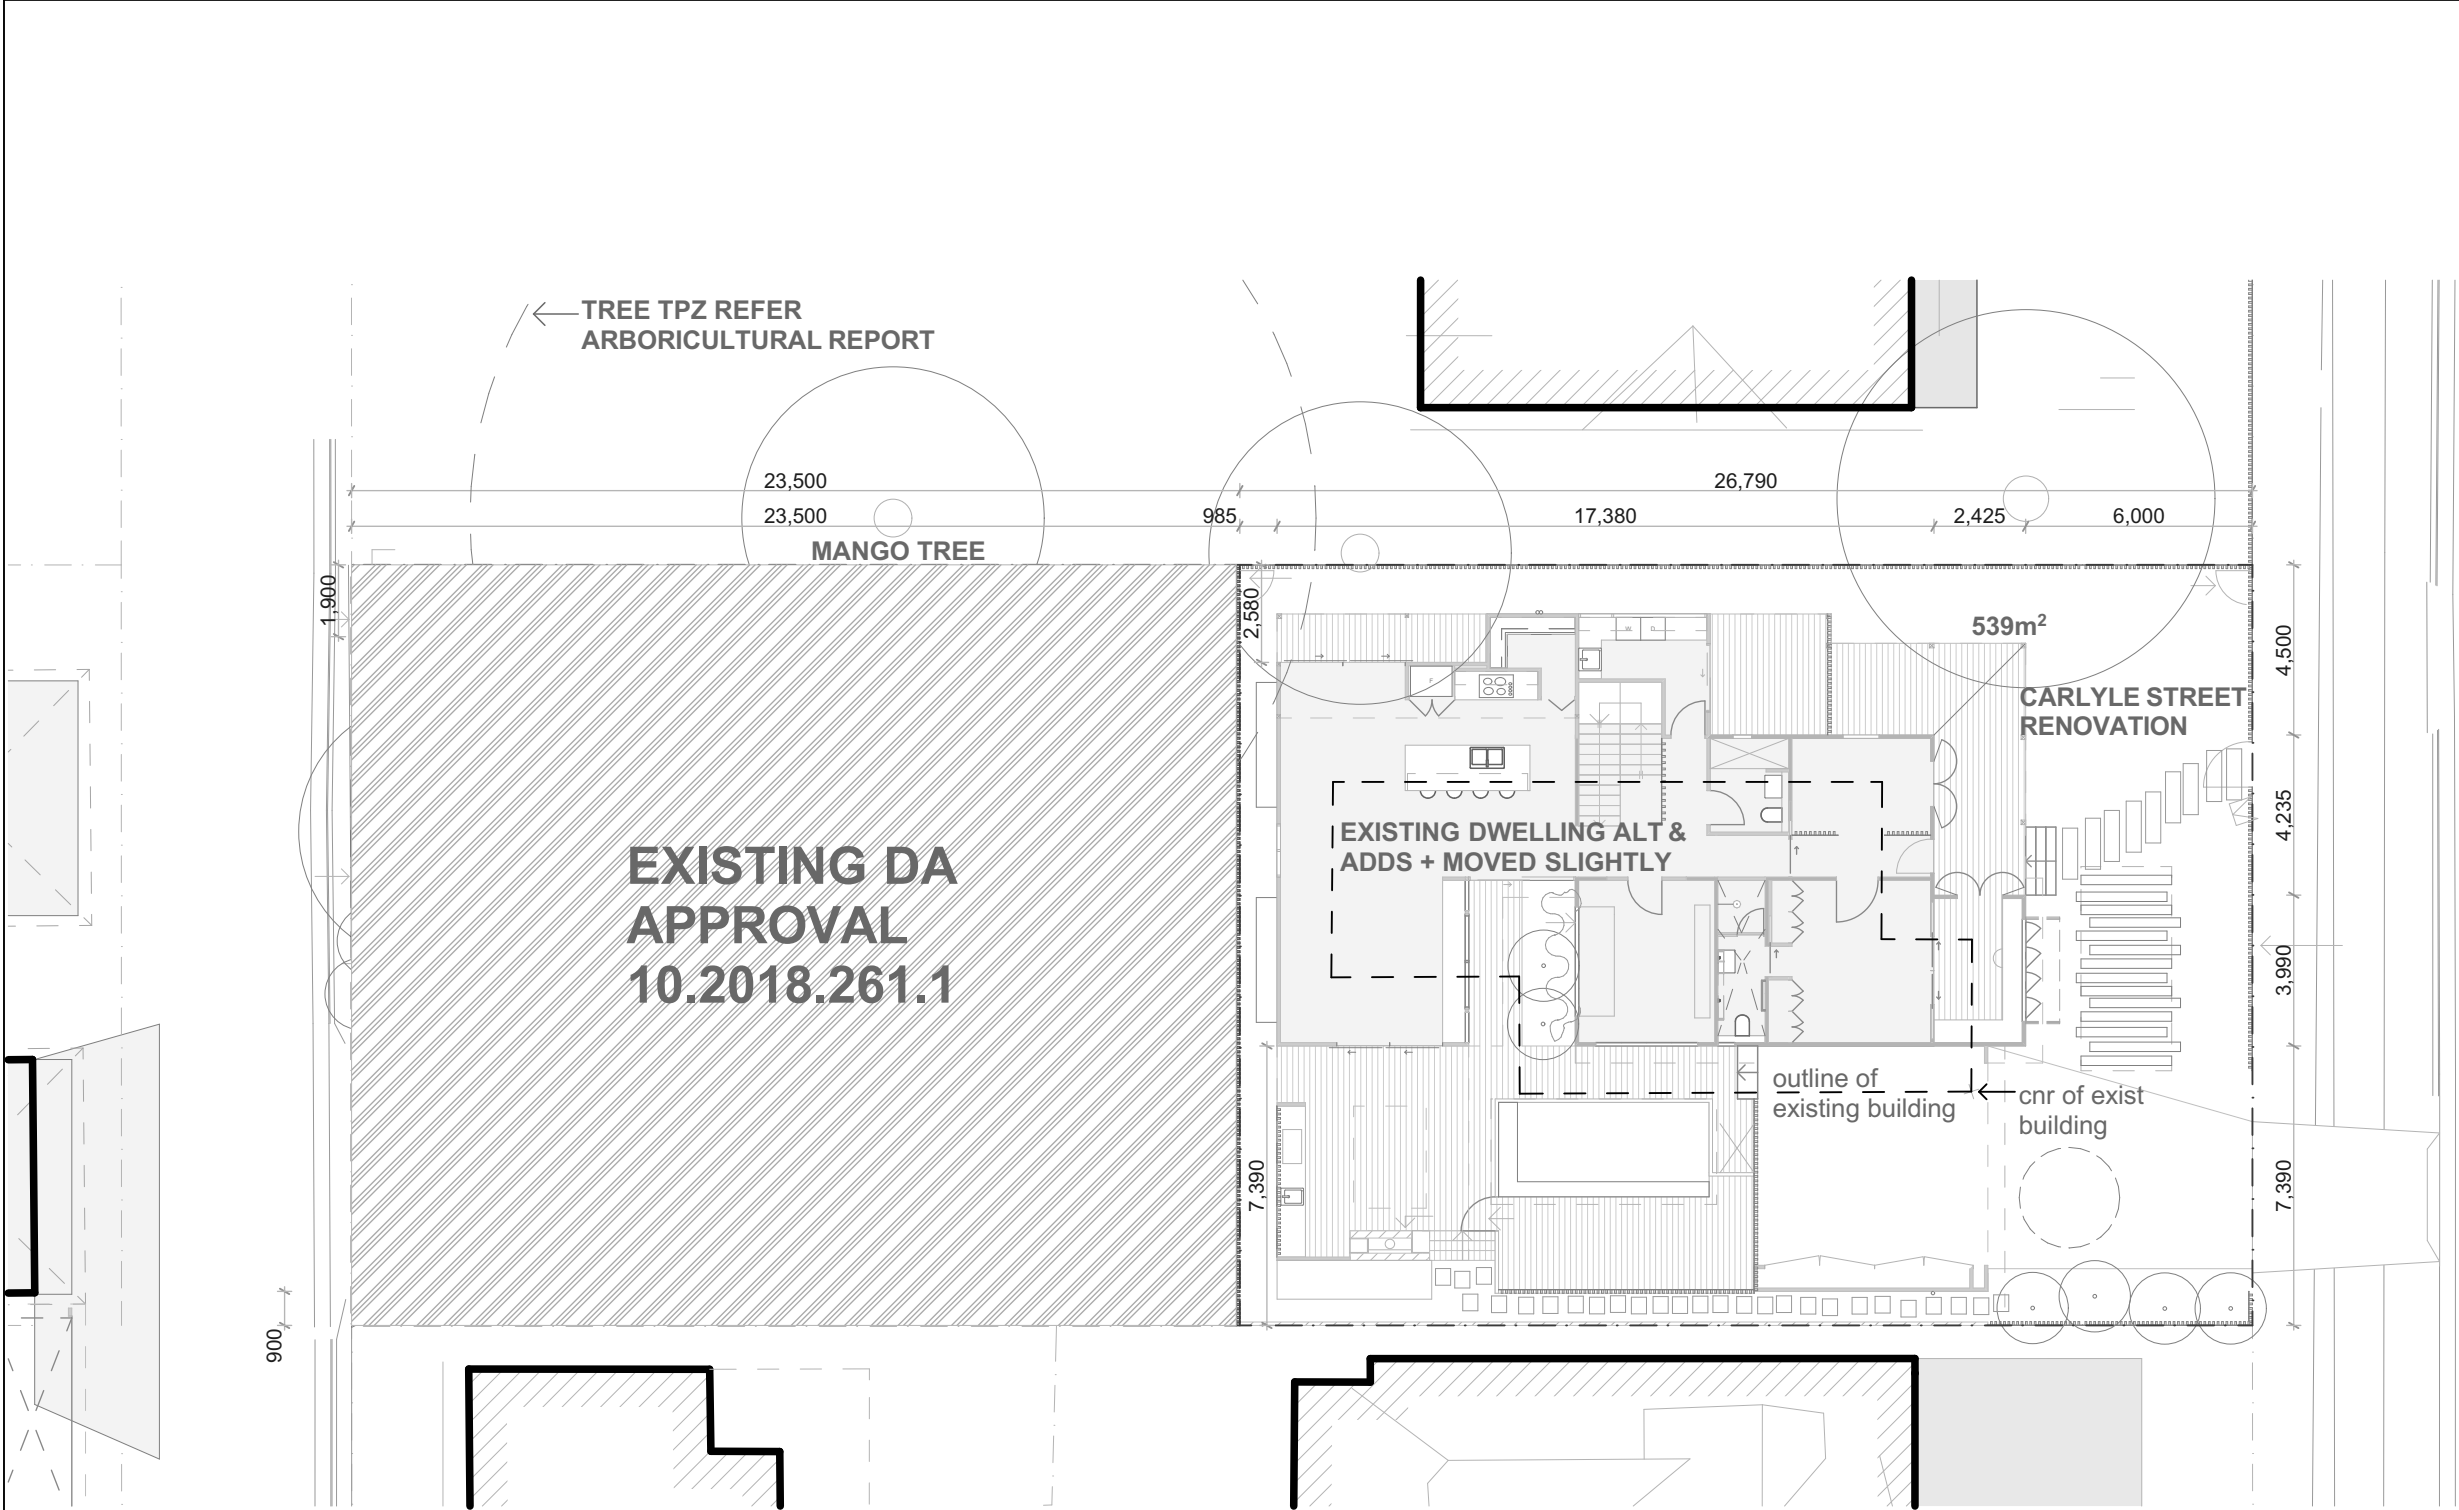 TREE TPZ REFER
ARBORICULTURAL REPORT
23,500
26,790
23,500
985
17,380
2,425
6,000
MANGO TREE
1,900
2,580
539m²
4,500
W
D
F
CARLYLE STREET
RENOVATION
4,235
EXISTING DWELLING ALT &
ADDS + MOVED SLIGHTLY
EXISTING DA
APPROVAL
10.2018.261.1
3,990
outline of
existing building
cnr of exist
building
7,390
7,390
900